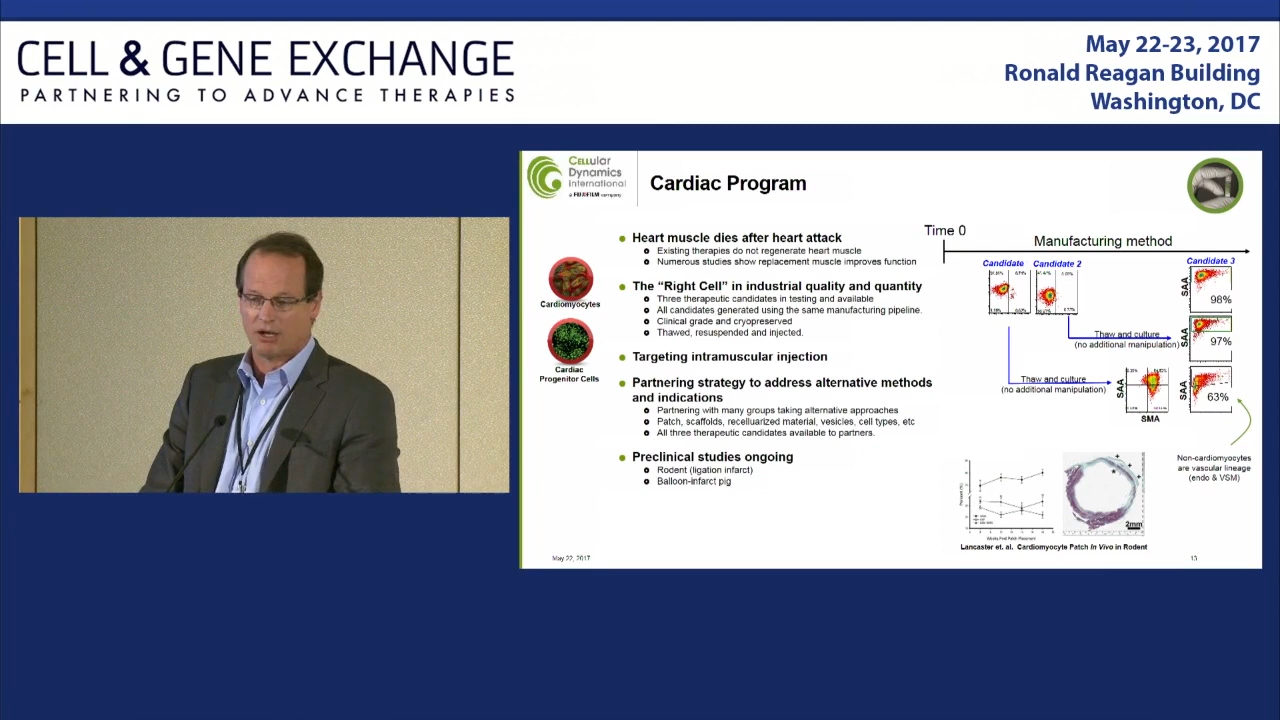 CELL & GENE EXCHANGE
PARTNERING TO ADVANCE THERAPIES
May 22-23, 2017
Ronald Reagan Building
Washington, DC
CELLular
Dynamics
international
a FUJIFILM company
Cardiac Program
Cardiomyocytes
Cardiac
Progenitor Cells
Heart muscle dies after heart attack
Existing therapies do not regenerate heart muscle
Numerous studies show replacement muscle improves function
The “Right Cell” in industrial quality and quantity
Three therapeutic candidates in testing and available
All candidates generated using the same manufacturing pipeline.
Clinical grade and cryopreserved
Thawed, resuspended and injected.
Targeting intramuscular injection
Partnering strategy to address alternative methods
and indications
Partnering with many groups taking alternative approaches
Patch, scaffolds, recelluarized material, vesicles, cell types, etc
All three therapeutic candidates available to partners.
Preclinical studies ongoing
Rodent (ligation infarct)
Balloon-infarct pig
Time 0
Manufacturing method
Candidate
Candidate 2
Candidate 3
SAA
98%
Thaw and culture
(no additional manipulation)
SAA
97%
Thaw and culture
(no additional manipulation)
SAA
SMA
SAA
63%
Non-cardiomyocytes
are vascular lineage
(endo & VSM)
2mm
Lancaster et. al. Cardiomyocyte Patch In Vivo in Rodent
May 22, 2017
13